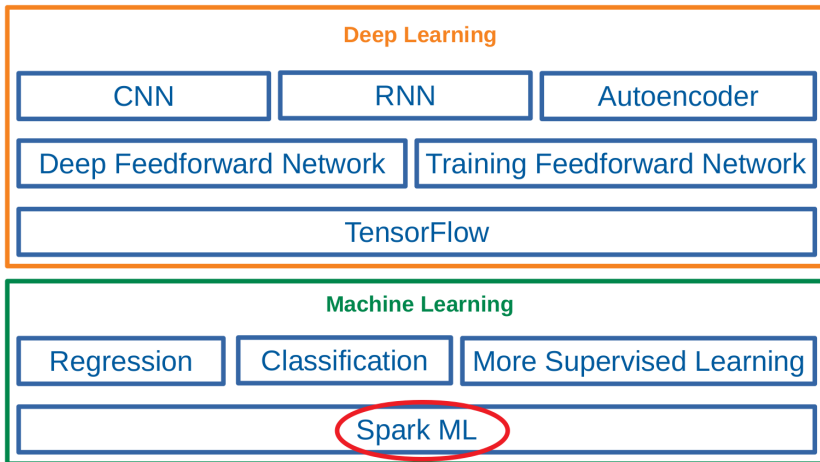 Deep Learning
CNN
RNN
Autoencoder
Deep Feedforward Network
Training Feedforward Network
TensorFlow
Machine Learning
Regression
Classification
More Supervised Learning
Spark ML